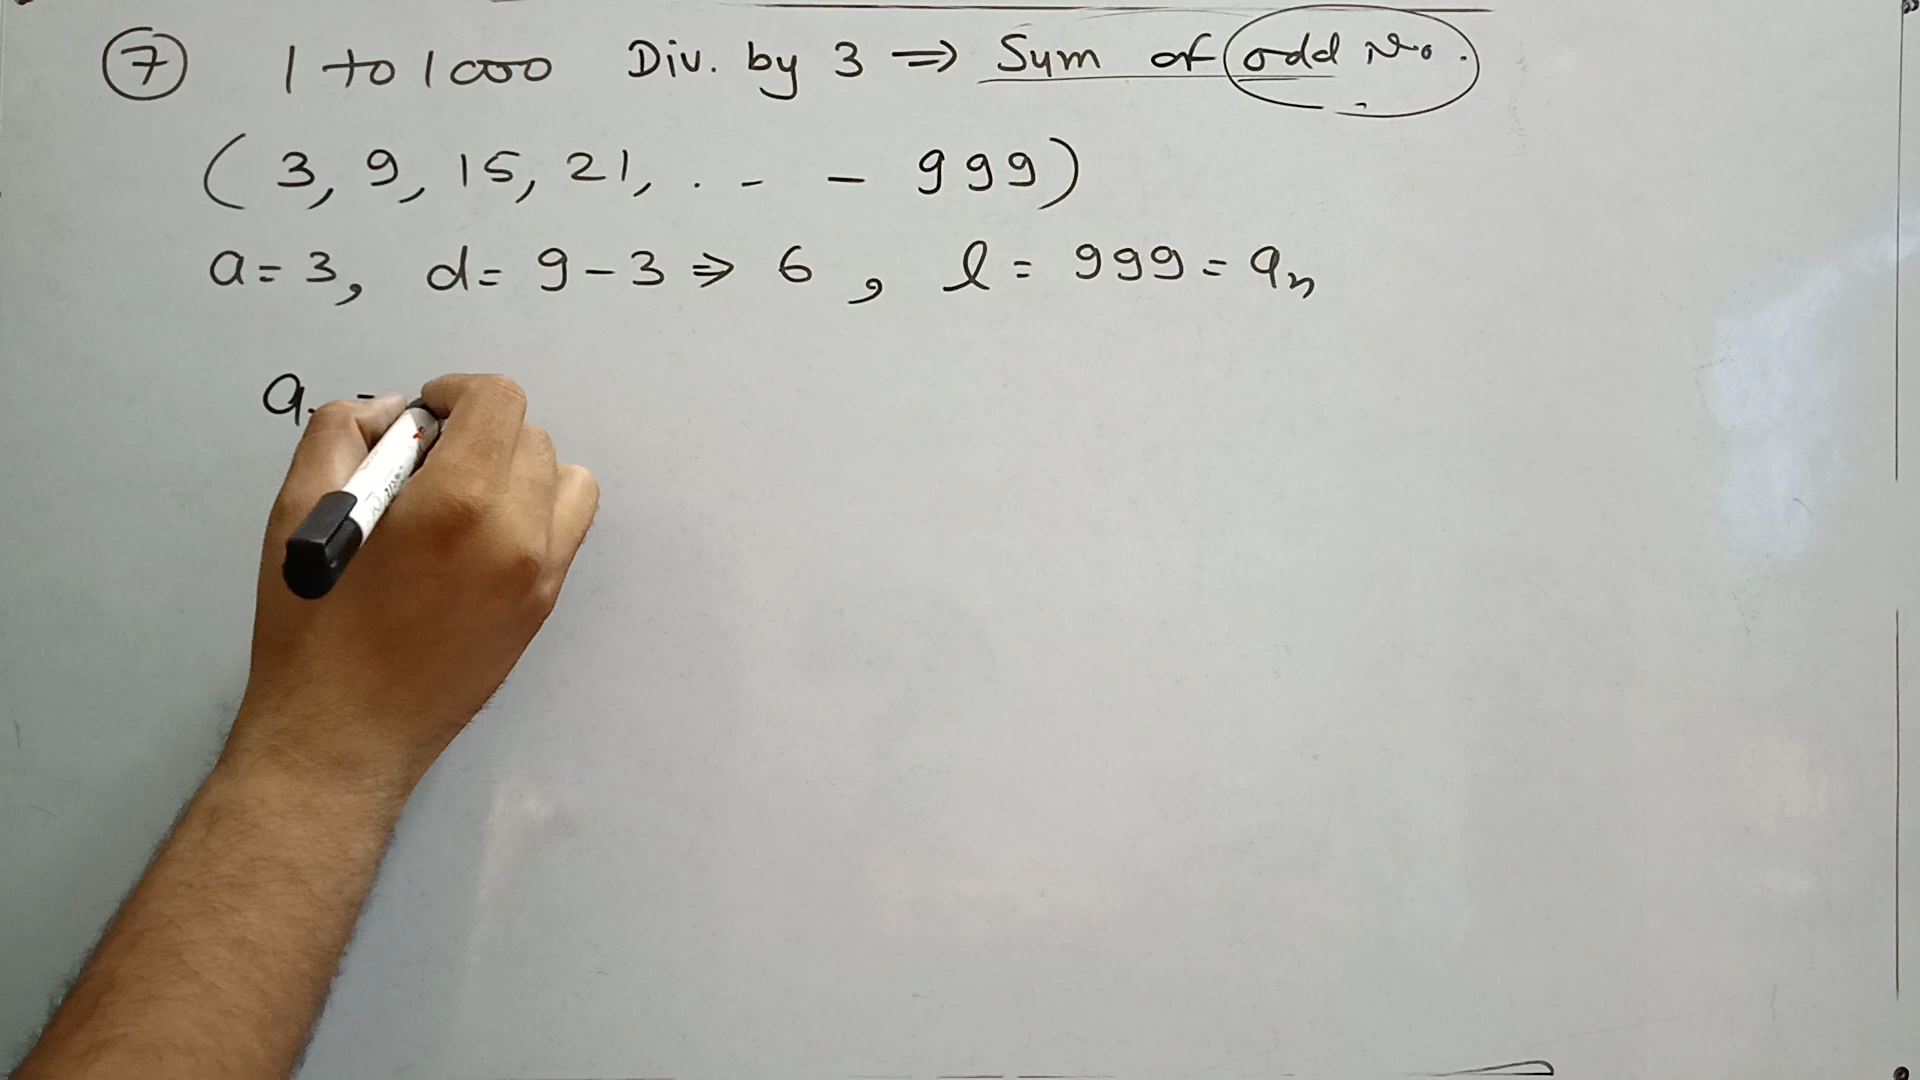 7 1 to 1000 Div. by 3 ⇒ Sum of odd No.
(3, 9, 15, 21, . - - 999)
a = 3, d = 9 - 3 ⇒ 6, l = 999 = an
a =